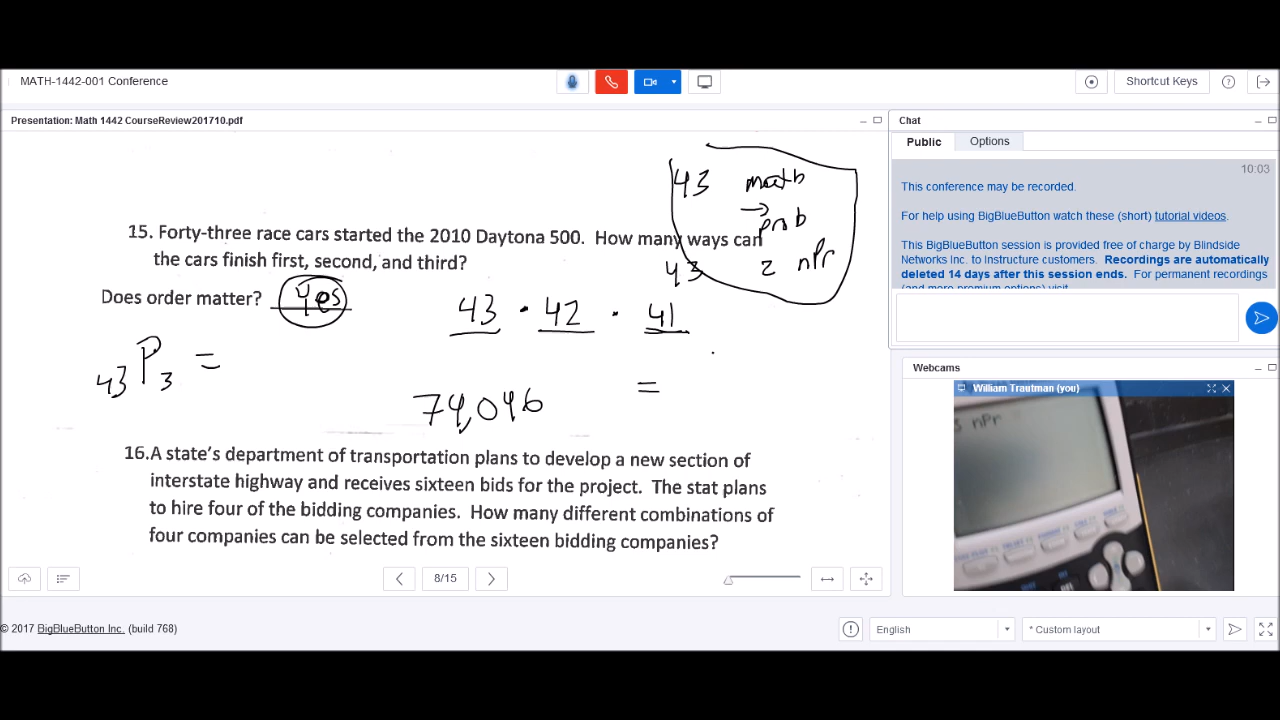 MATH-1442-001 Conference
Shortcut Keys
Presentation: Math 1442 CourseReview201710.pdf
43 math
→ prob
43 2 nPr
15. Forty-three race cars started the 2010 Daytona 500. How many ways can
the cars finish first, second, and third?
Does order matter? Yes
43 · 42 · 41
43P3 =
=
74,046
16.A state's department of transportation plans to develop a new section of
interstate highway and receives sixteen bids for the project. The stat plans
to hire four of the bidding companies. How many different combinations of
four companies can be selected from the sixteen bidding companies?
8/15
Chat
Public Options
10:03
This conference may be recorded.
For help using BigBlueButton watch these (short) tutorial videos.
This BigBlueButton session is provided free of charge by Blindside
Networks Inc. to Instructure customers. Recordings are automatically
deleted 14 days after this session ends. For permanent recordings
(and more premium options) visit
Webcams
William Trautman (you)
nPr
© 2017 BigBlueButton Inc. (build 768)
English
* Custom layout